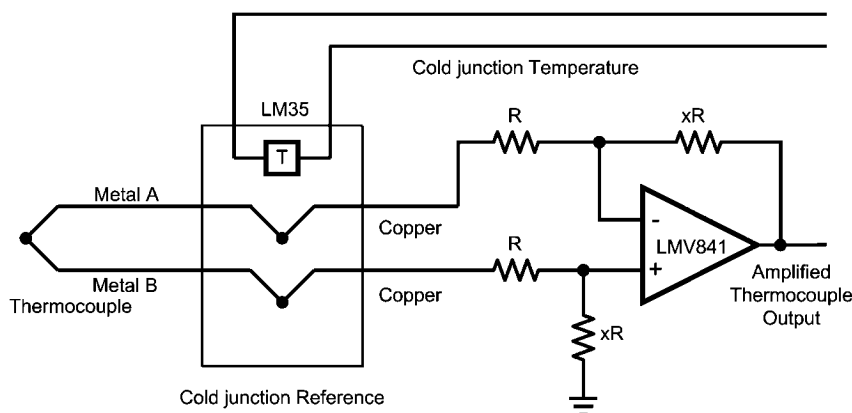 Cold junction Temperature
LM35
R
xR
T
Metal A
Copper
-
LMV841
R
+
Metal B
Copper
Thermocouple
Amplified
Thermocouple
Output
xR
Cold junction Reference